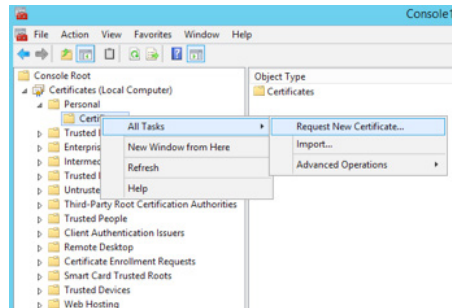 Console1
File Action View Favorites Window Help
Console Root
Certificates (Local Computer)
Personal
Certi
Trusted
Enterpris
Intermed
Trusted
Untruste
Third-Party Root Certification Authorities
Trusted People
Client Authentication Issuers
Remote Desktop
Certificate Enrollment Requests
Smart Card Trusted Roots
Trusted Devices
Web Hosting
All Tasks
New Window from Here
Refresh
Help
Object Type
Certificates
Request New Certificate...
Import...
Advanced Operations